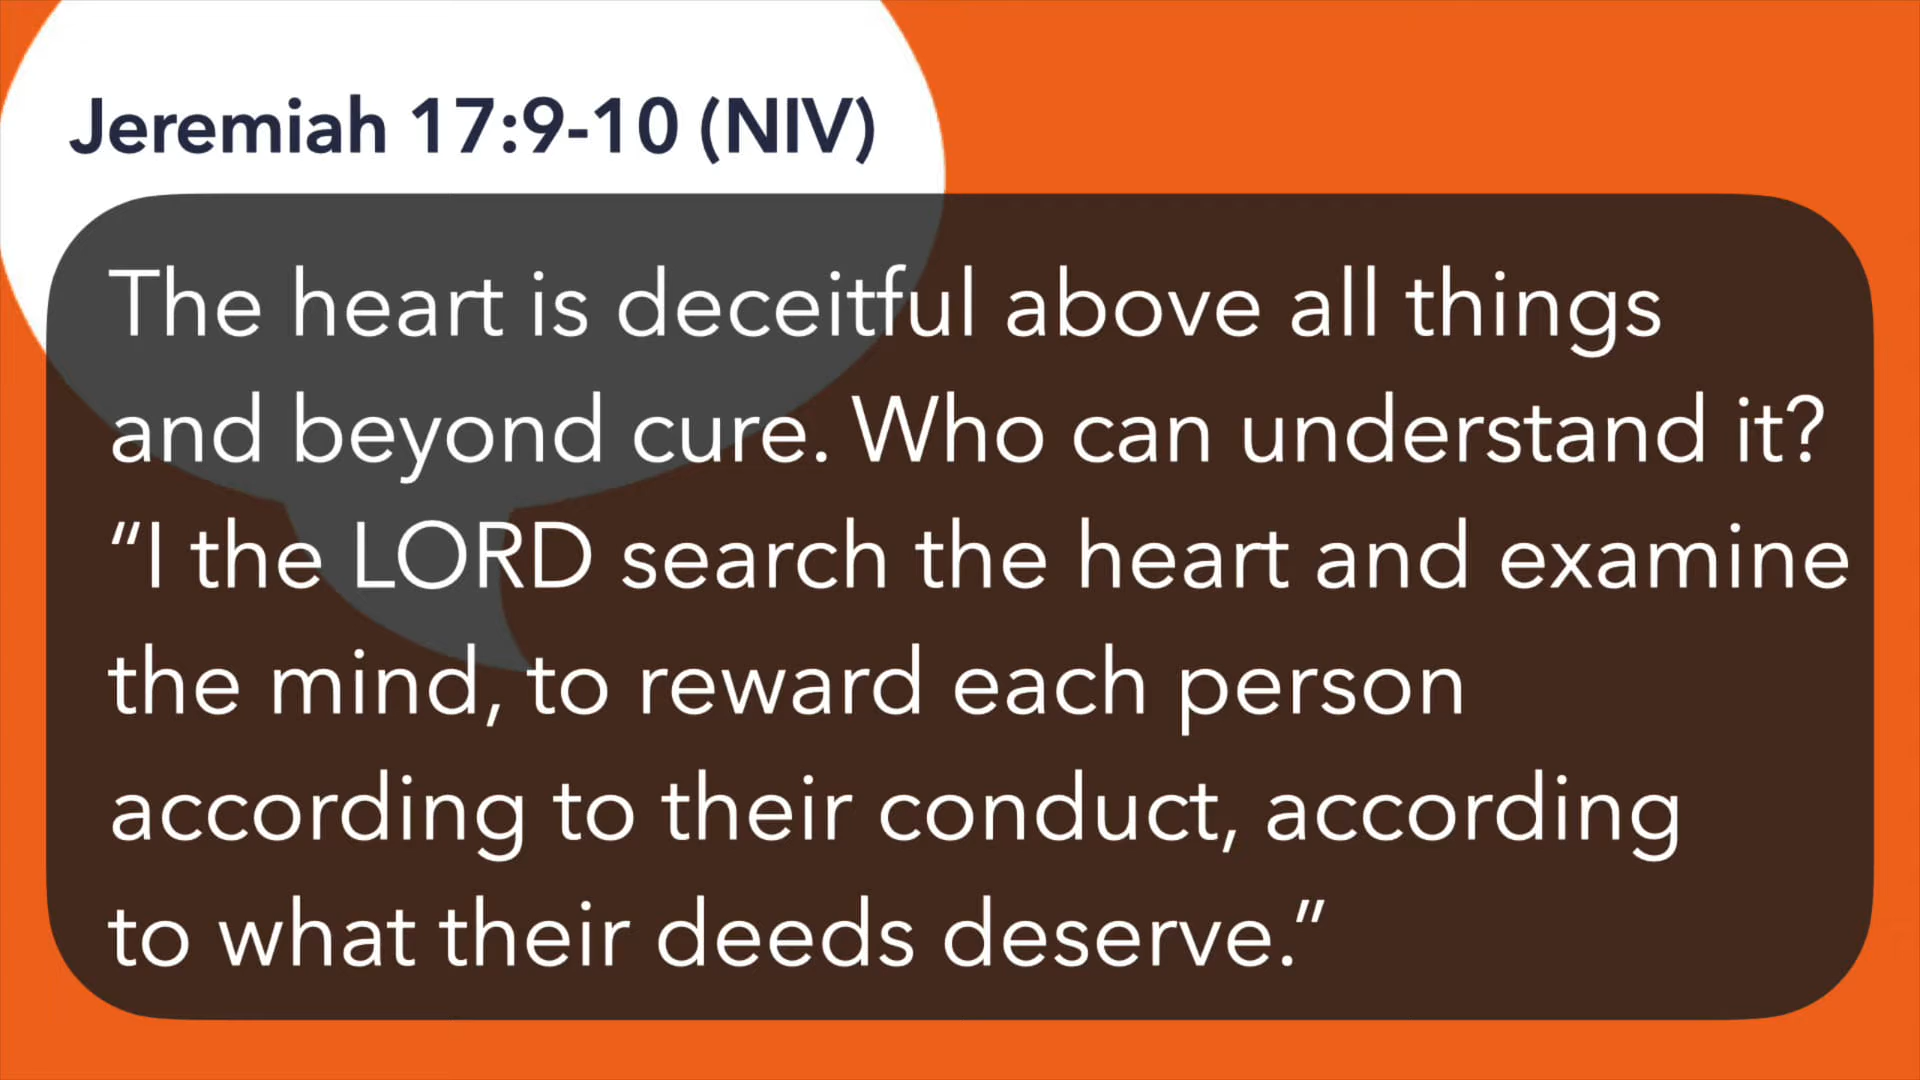 Jeremiah 17:9-10 (NIV)
The heart is deceitful above all things
and beyond cure. Who can understand it?
“I the LORD search the heart and examine
the mind, to reward each person
according to their conduct, according
to what their deeds deserve.”